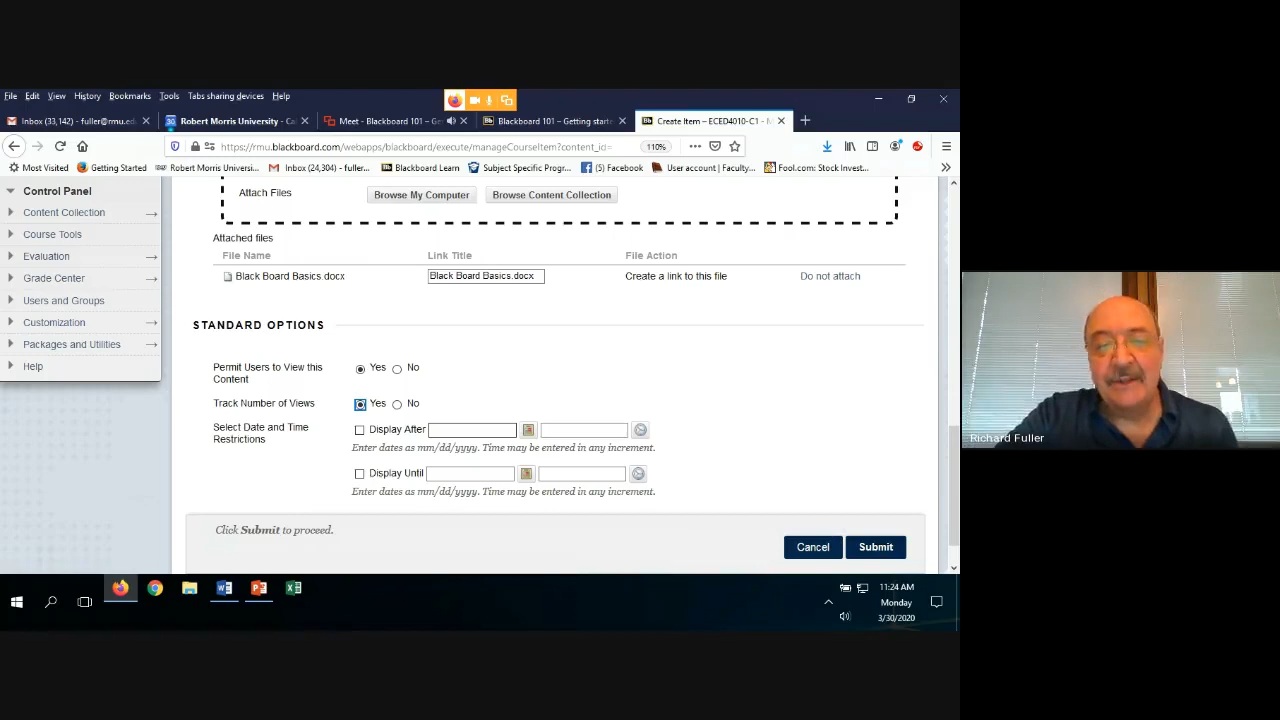 File Edit View History Bookmarks Tools Tabs sharing devices Help
Inbox (33,142) - fuller@rmu.ed Robert Morris University - Ca Meet - Blackboard 101 – Ge Blackboard 101 – Getting start Create Item – ECED4010-C1 - M
https://rmu.blackboard.com/webapps/blackboard/execute/manageCourseItem?content_id= 110%
Most Visited Getting Started Robert Morris Universi... Inbox (24,304) - fuller... Blackboard Learn Subject Specific Progr... (5) Facebook User account | Faculty... Fool.com: Stock Invest...
Control Panel
Content Collection
Course Tools
Evaluation
Grade Center
Users and Groups
Customization
Packages and Utilities
Help
Attach Files Browse My Computer Browse Content Collection
Attached files
File Name Link Title File Action
Black Board Basics.docx Black Board Basics.docx Create a link to this file Do not attach
STANDARD OPTIONS
Permit Users to View this Yes No
Content
Track Number of Views Yes No
Select Date and Time Display After
Restrictions
Enter dates as mm/dd/yyyy. Time may be entered in any increment.
Display Until
Enter dates as mm/dd/yyyy. Time may be entered in any increment.
Click Submit to proceed.
Cancel Submit
11:24 AM
Monday
3/30/2020
Richard Fuller